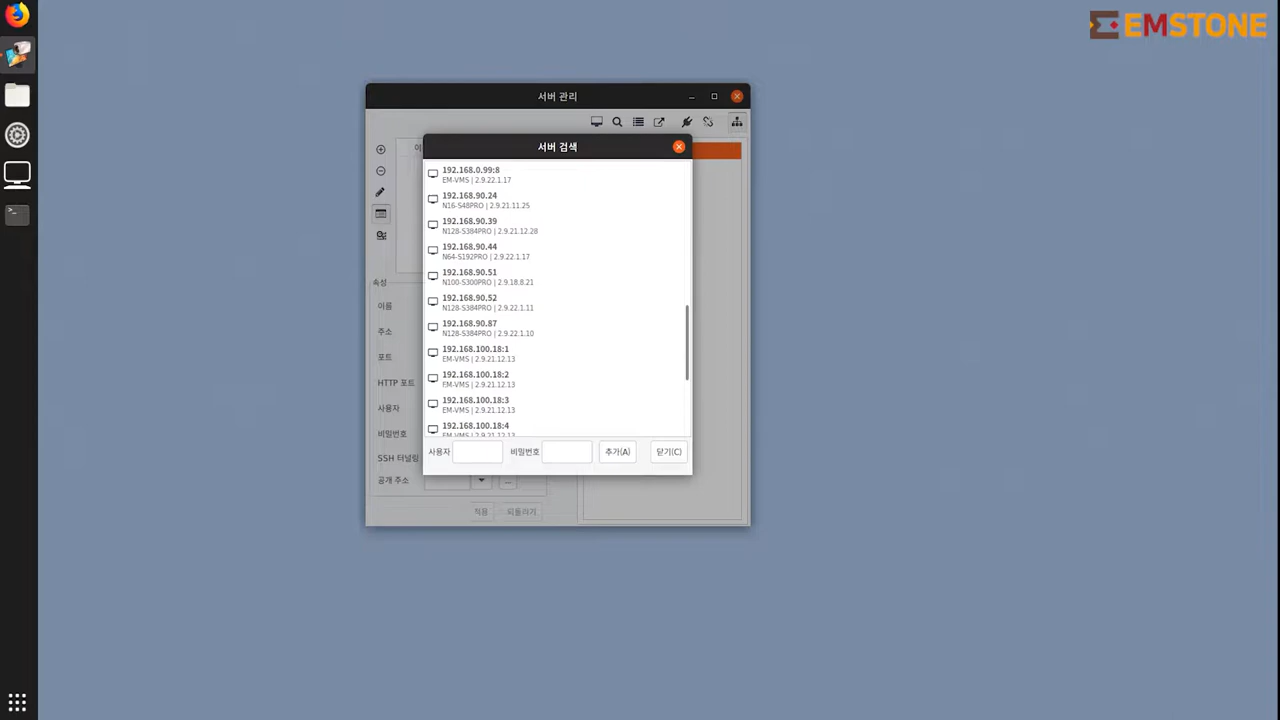 EMSTONE
서버 관리
이
서버 검색
192.168.0.99:8
EM-VMS | 2.9.22.1.17
192.168.90.24
N16-S48PRO | 2.9.21.11.25
192.168.90.39
N128-S384PRO | 2.9.21.12.28
192.168.90.44
N64-S192PRO | 2.9.22.1.17
192.168.90.51
N100-S300PRO | 2.9.18.8.21
192.168.90.52
N128-S384PRO | 2.9.22.1.11
192.168.90.87
N128-S384PRO | 2.9.22.1.10
192.168.100.18:1
EM-VMS | 2.9.21.12.13
192.168.100.18:2
EM-VMS | 2.9.21.12.13
192.168.100.18:3
EM-VMS | 2.9.21.12.13
192.168.100.18:4
EM-VMS | 2.9.21.12.13
사용자 비밀번호 추가(A) 닫기(C)
속성
이름
주소
포트
HTTP 포트
사용자
비밀번호
SSH 터널링
공개 주소 ...
적용 되돌리기